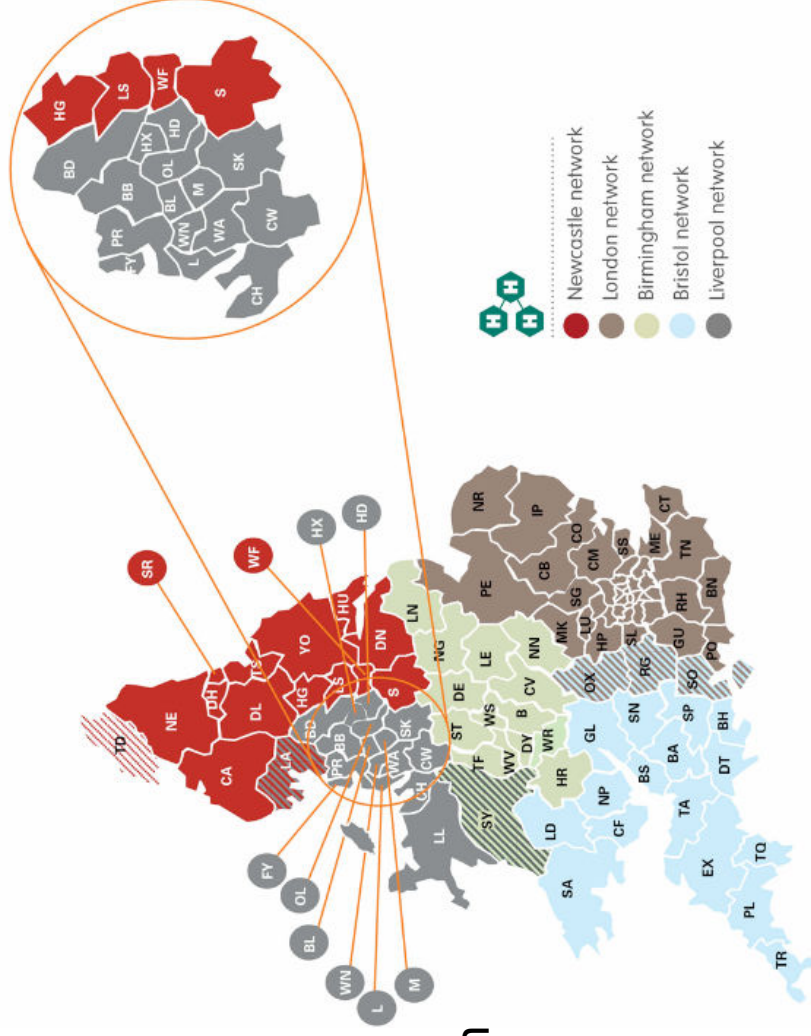 HG
LS
WF
S
BD
HX
HD
BB
OL
SK
PR
BL
M
FY
WN
WA
CW
L
CH
H
H
H
Newcastle network
London network
Birmingham network
Bristol network
Liverpool network
SR
WF
HX
HD
FY
OL
BL
WN
L
M
TD
NE
DH
CA
DL
TS
YO
LA
HG
HU
BD
LS
BB
DN
PR
S
SK
WA
CW
CH
LL
LN
NG
DE
ST
LE
TF
WS
NN
CV
B
WV
DY
WR
HR
SY
NR
PE
IP
CB
CO
CM
SG
MK
LU
HP
SS
SL
ME
CT
TN
RH
GU
BN
PO
OX
RG
SO
GL
SN
LD
NP
SA
CF
BS
BA
SP
BH
DT
TA
EX
TQ
PL
TR